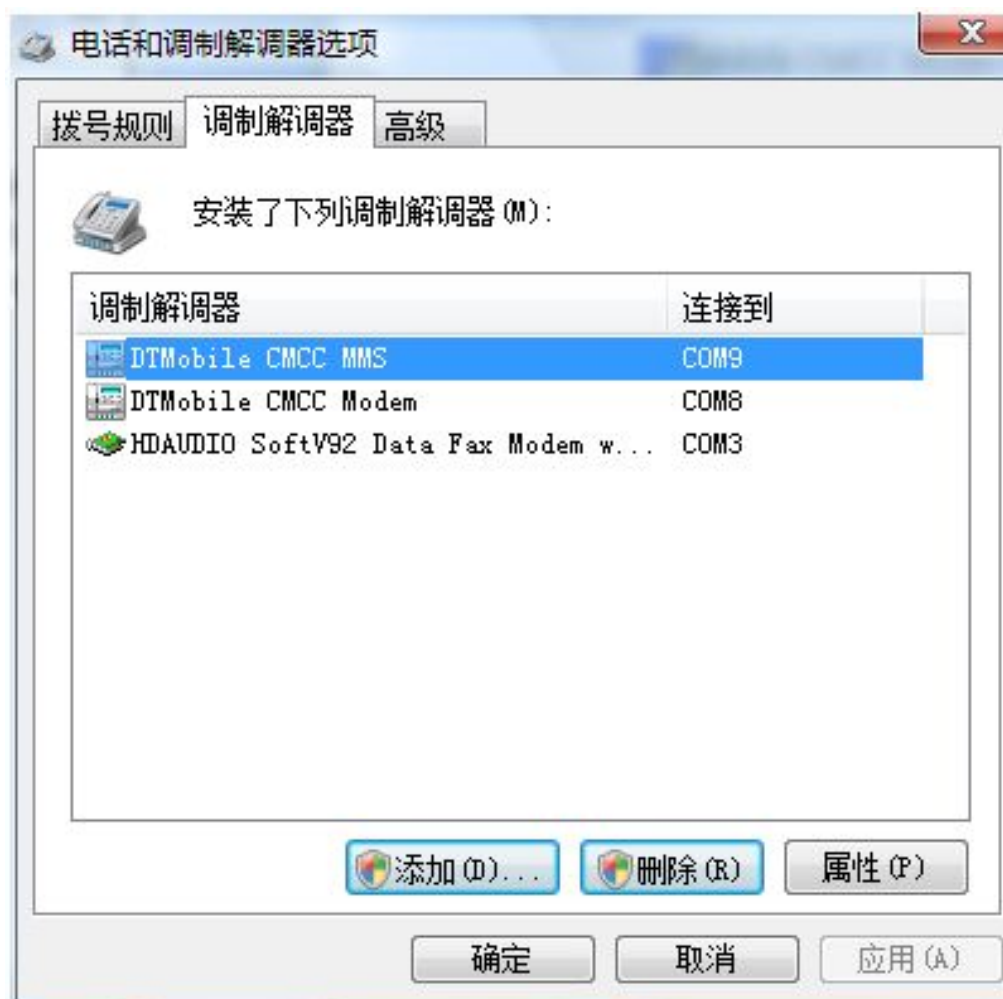 电话和调制解调器选项
拨号规则 调制解调器 高级
安装了下列调制解调器(M):
调制解调器 连接到
DTMobile CMCC MMS COM9
DTMobile CMCC Modem COM8
HDAUDIO SoftV92 Data Fax Modem w... COM3
添加(D)... 删除(R) 属性(P)
确定 取消 应用(A)